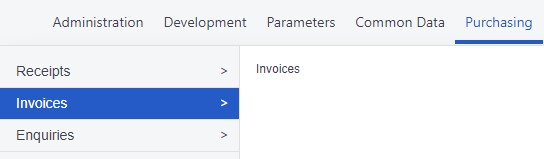 Administration Development Parameters Common Data Purchasing
Receipts > Invoices
Invoices >
Enquiries >